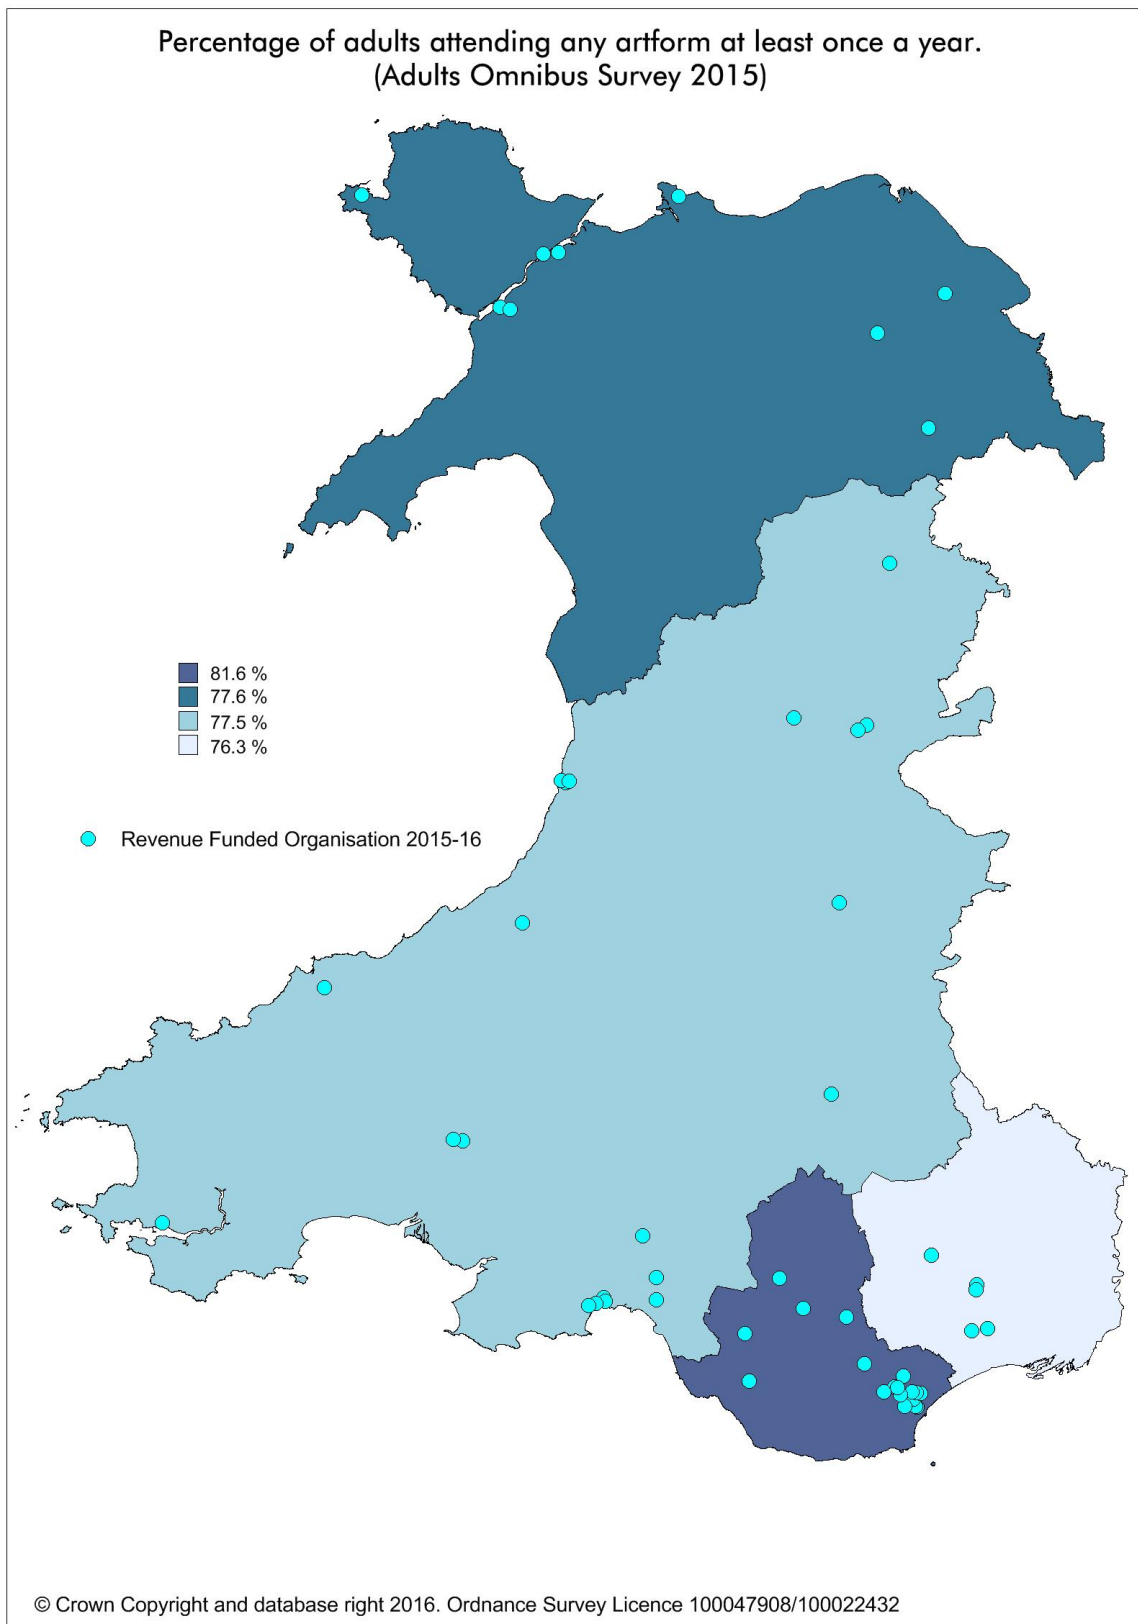 Percentage of adults attending any artform at least once a year.
(Adults Omnibus Survey 2015)
81.6 %
77.6 %
77.5 %
76.3 %
Revenue Funded Organisation 2015-16
© Crown Copyright and database right 2016. Ordnance Survey Licence 100047908/100022432